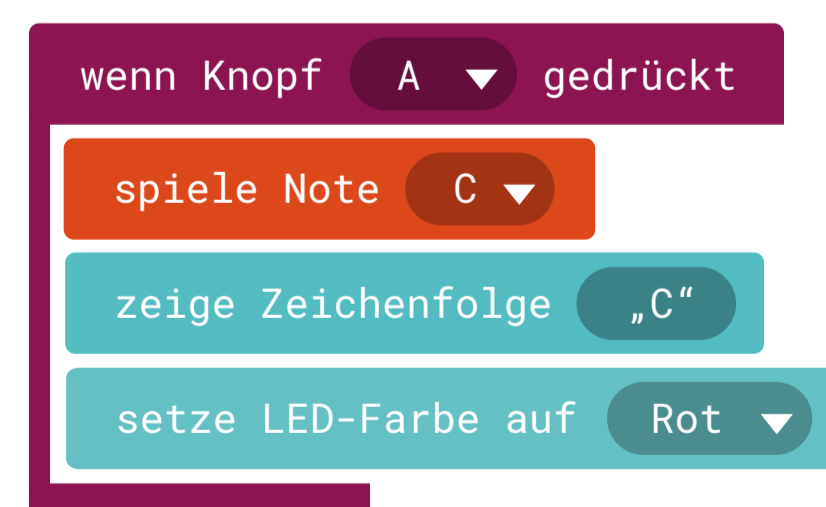 wenn Knopf A gedrückt
spiele Note C
zeige Zeichenfolge „C“
setze LED-Farbe auf Rot